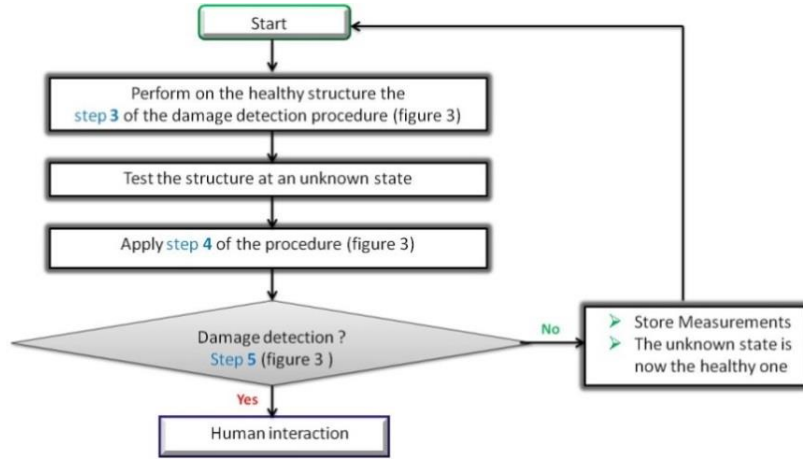 Start
Perform on the healthy structure the
step 3 of the damage detection procedure (figure 3)
Test the structure at an unknown state
Apply step 4 of the procedure (figure 3)
Damage detection ?
Step 5 (figure 3 )
No
Store Measurements
The unknown state is
now the healthy one
Yes
Human interaction